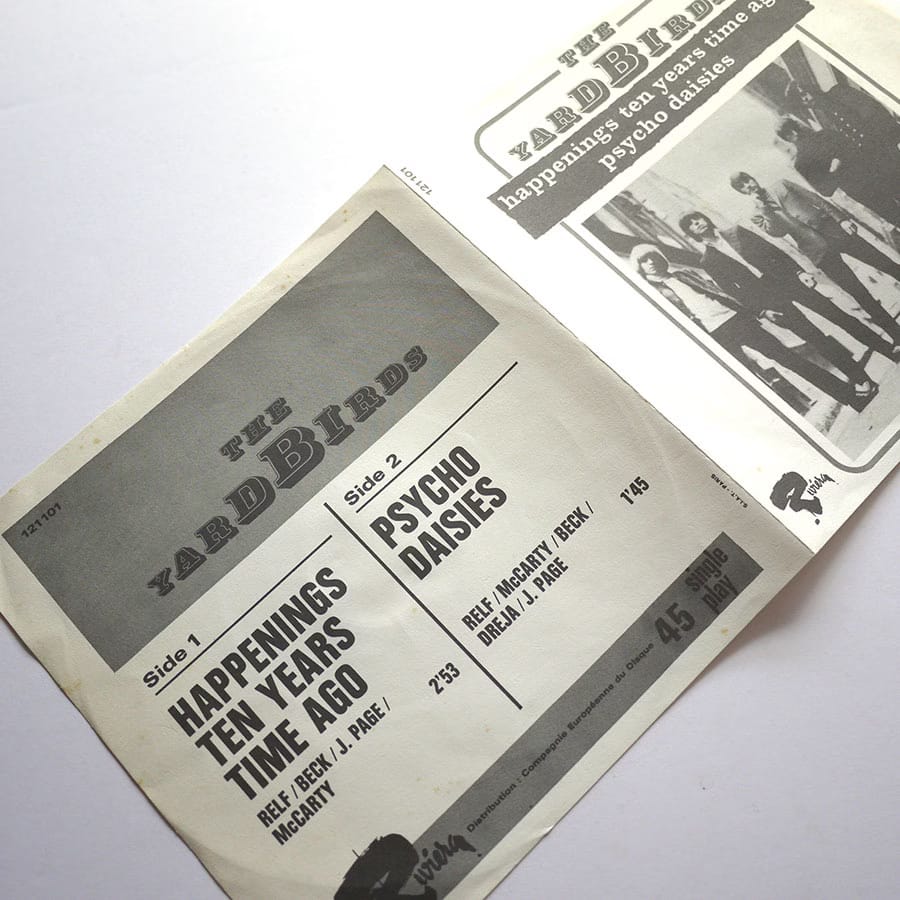 THE
YARDBIRDS
happenings ten years time ag
psycho daisies
121101
Riviera
121101
THE
YARDBIRDS
Side 1
HAPPENINGS
TEN YEARS
TIME AGO
RELF / BECK / J. PAGE /
McCARTY
2'53
Side 2
PSYCHO
DAISIES
RELF / McCARTY / BECK /
DREJA / J. PAGE
1'45
Riviera
Distribution : Compagnie Européenne du Disque
45
single
play